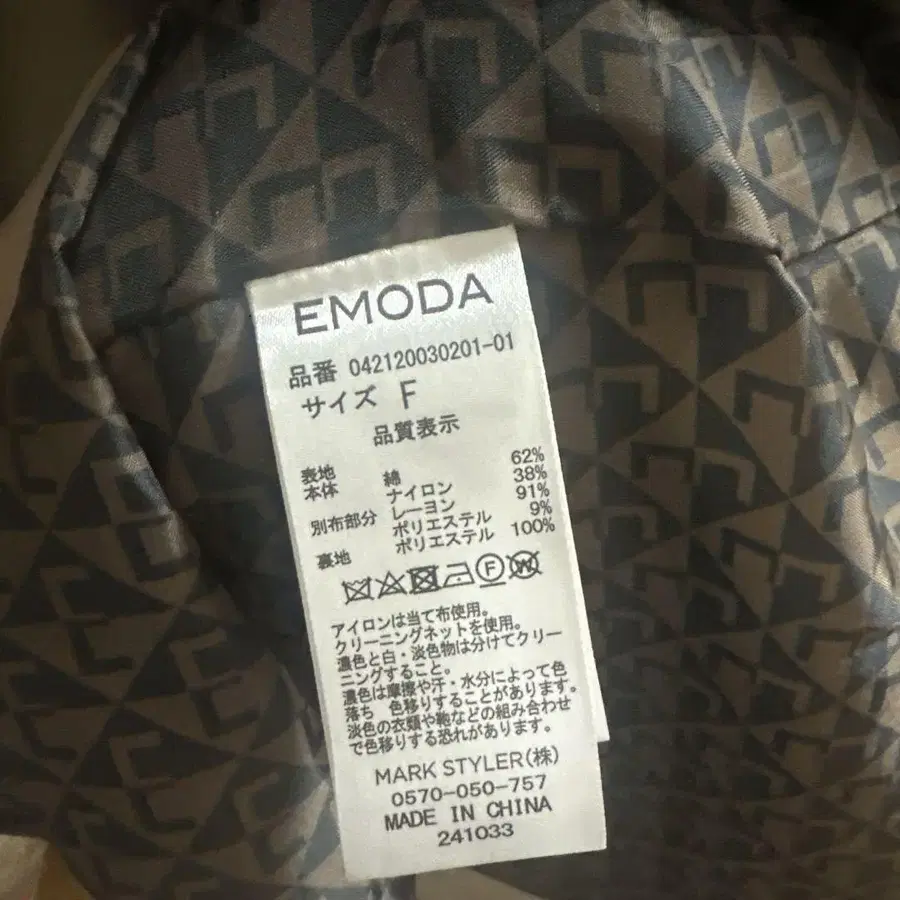 EMODA
品番 042120030201-01
サイズ F
品質表示
表地
本体 綿 62%
ナイロン 38%
別布部分 レーヨン 91%
ポリエステル 9%
裏地 ポリエステル 100%
F W
アイロンは当て布使用。
クリーニングネットを使用。
濃色と白・淡色物は分けてクリー
ニングすること。
濃色は摩擦や汗・水分によって色
落ち 色移りすることがあります。
淡色の衣類や鞄などの組み合わせ
で色移りする恐れがあります。
MARK STYLER(株)
0570-050-757
MADE IN CHINA
241033